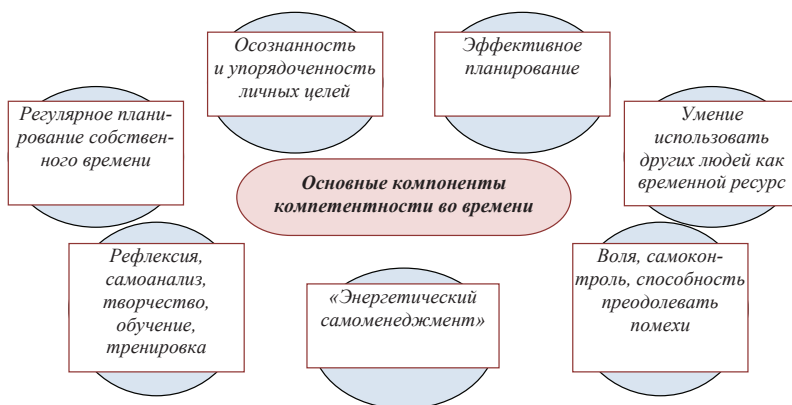 Осознанность
и упорядоченность
личных целей
Эффективное
планирование
Регулярное плани-
рование собствен-
ного времени
Умение
использовать
других людей как
временной ресурс
Основные компоненты
компетентности во времени
Рефлексия,
самоанализ,
творчество,
обучение,
тренировка
«Энергетический
самоменеджмент»
Воля, самокон-
троль, способность
преодолевать
помехи